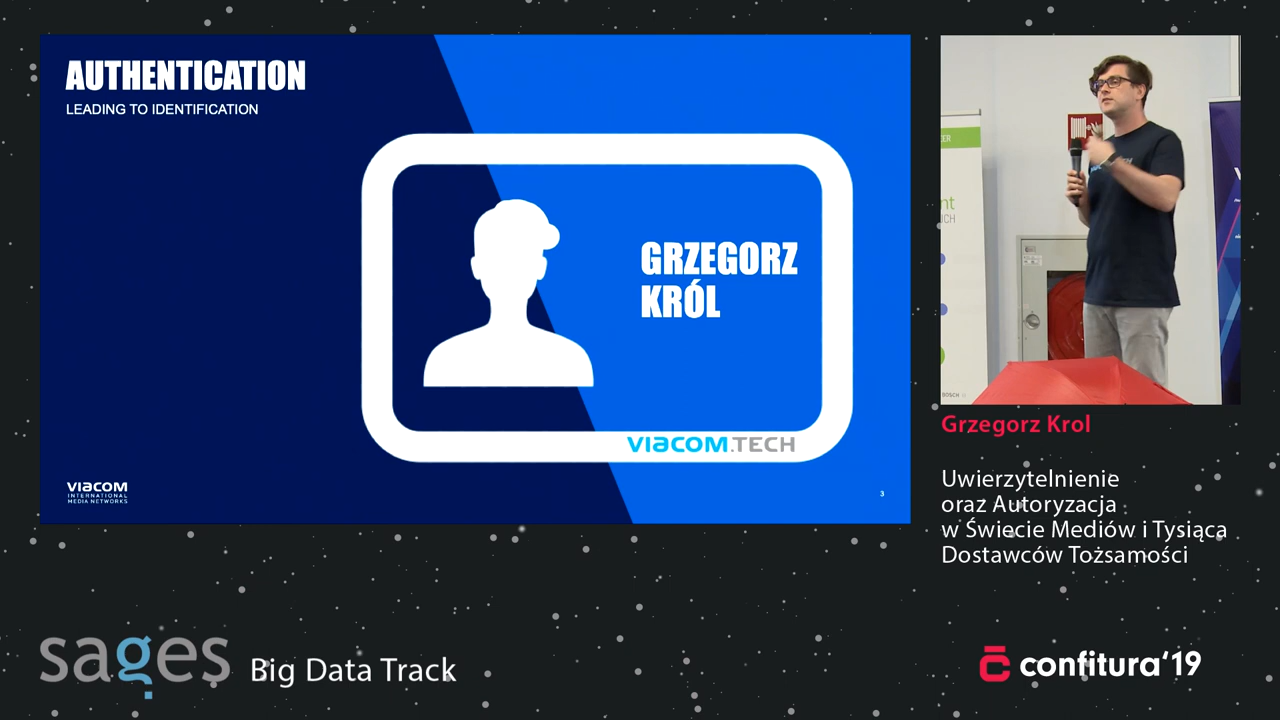 AUTHENTICATION
LEADING TO IDENTIFICATION
GRZEGORZ
KRÓL
VIACOM.TECH
VIACOM
INTERNATIONAL
MEDIA NETWORKS
3
Grzegorz Krol
Uwierzytelnienie
oraz Autoryzacja
w Świecie Mediów i Tysiąca
Dostawców Tożsamości
sages
Big Data Track
confitura'19